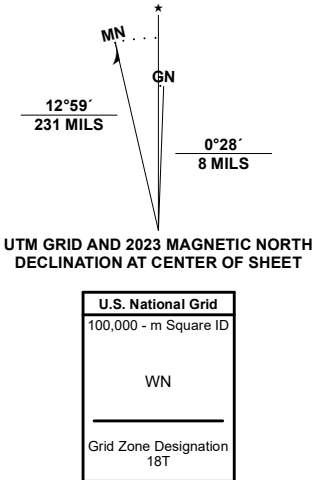 ★
MN
GN
12°59´
231 MILS
0°28´
8 MILS
UTM GRID AND 2023 MAGNETIC NORTH
DECLINATION AT CENTER OF SHEET
U.S. National Grid
100,000 - m Square ID
WN
Grid Zone Designation
18T